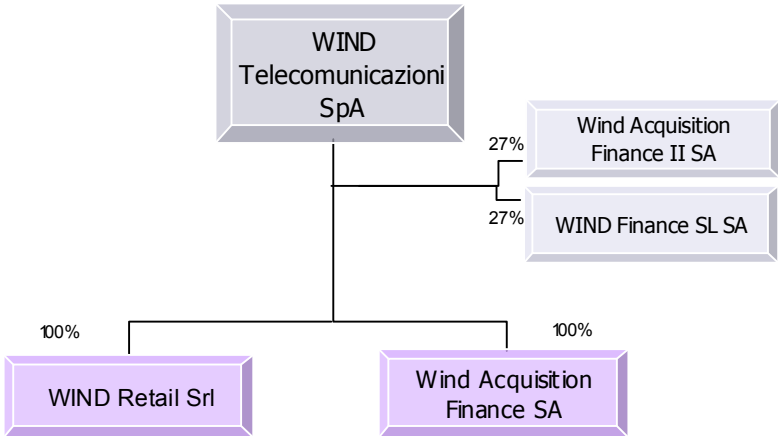 WIND
Telecomunicazioni
SpA
27%
Wind Acquisition
Finance II SA
27%
WIND Finance SL SA
100%
100%
WIND Retail Srl
Wind Acquisition
Finance SA